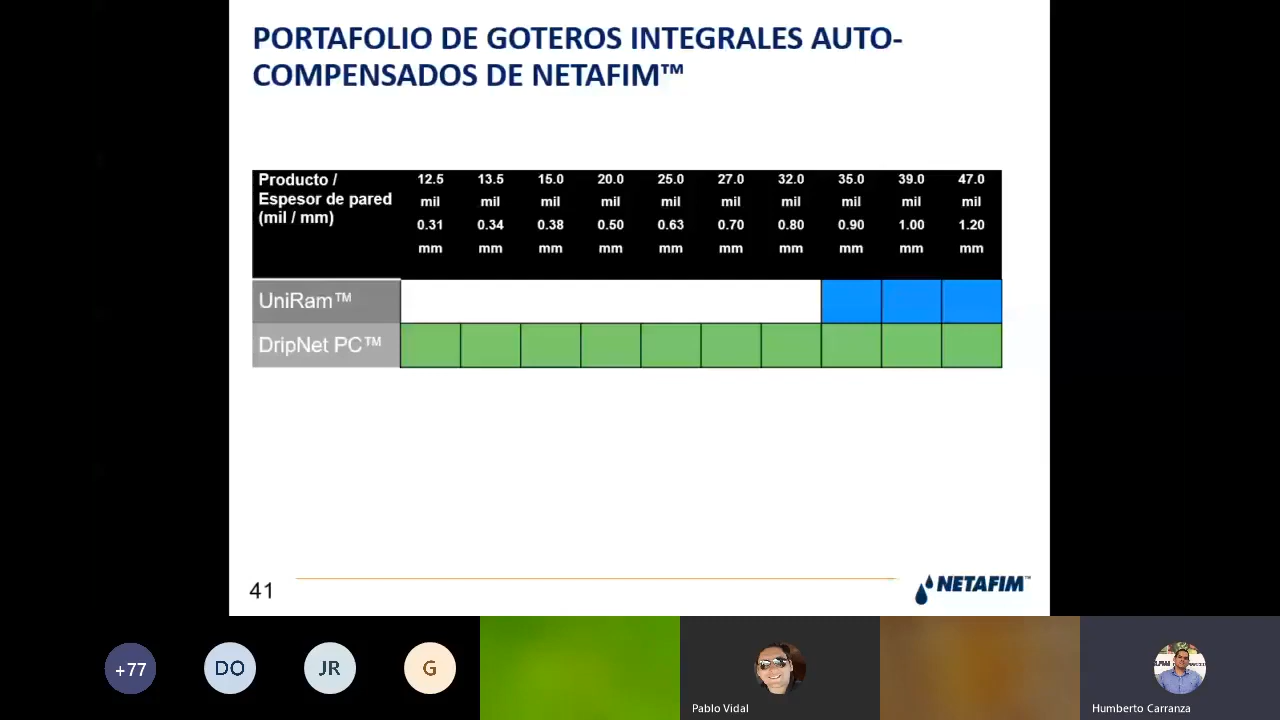 PORTAFOLIO DE GOTEROS INTEGRALES AUTO-
COMPENSADOS DE NETAFIM™
Producto /
Espesor de pared
(mil / mm)
12.5 13.5 15.0 20.0 25.0 27.0 32.0 35.0 39.0 47.0
mil mil mil mil mil mil mil mil mil mil
0.31 0.34 0.38 0.50 0.63 0.70 0.80 0.90 1.00 1.20
mm mm mm mm mm mm mm mm mm mm
UniRam™
DripNet PC™
41
NETAFIM™
+77
DO
JR
G
Pablo Vidal
Humberto Carranza